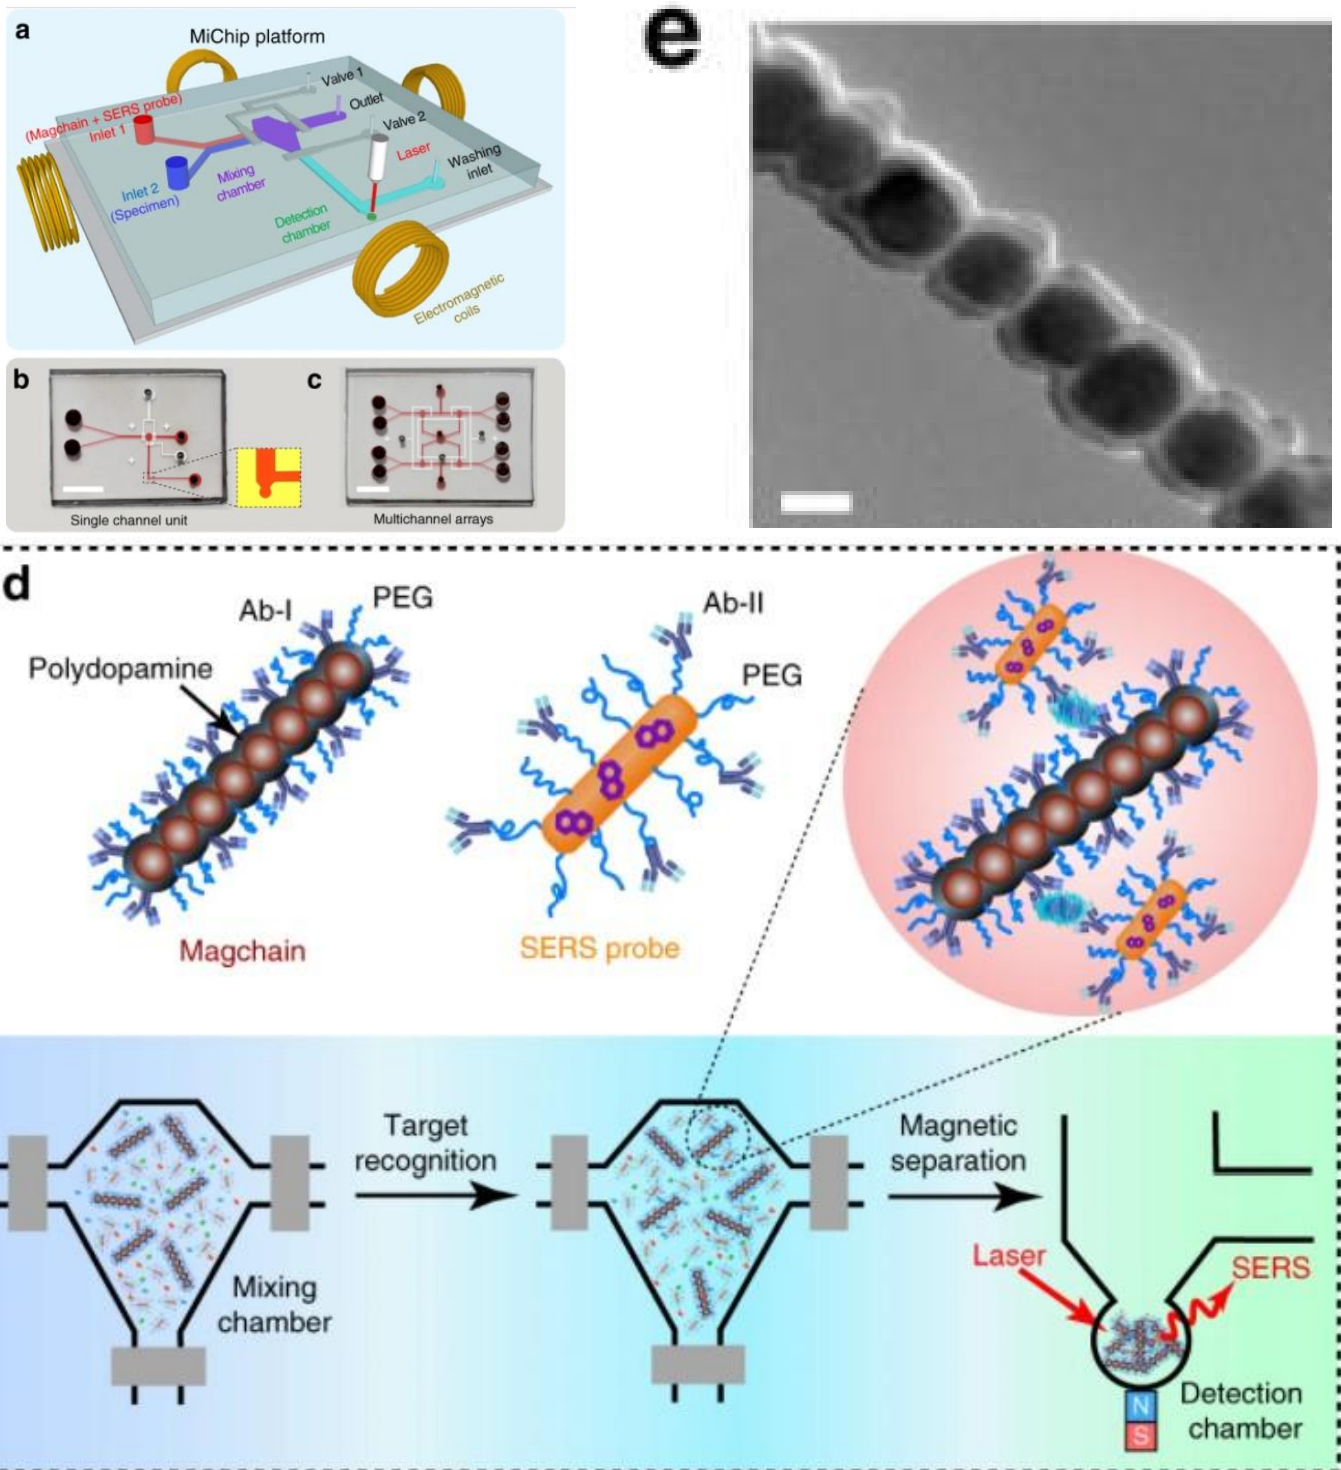 a
MiChip platform
Valve 1
Outlet
Valve 2
(Magchain + SERS probe)
Inlet 1
Laser
Washing
inlet
Inlet 2
(Specimen)
Mixing
chamber
Detection
chamber
Electromagnetic
coils
b
Single channel unit
c
Multichannel arrays
e
d
Ab-I
PEG
Polydopamine
Magchain
Ab-II
PEG
SERS probe
Target
recognition
Mixing
chamber
Magnetic
separation
Laser
SERS
N
S
Detection
chamber